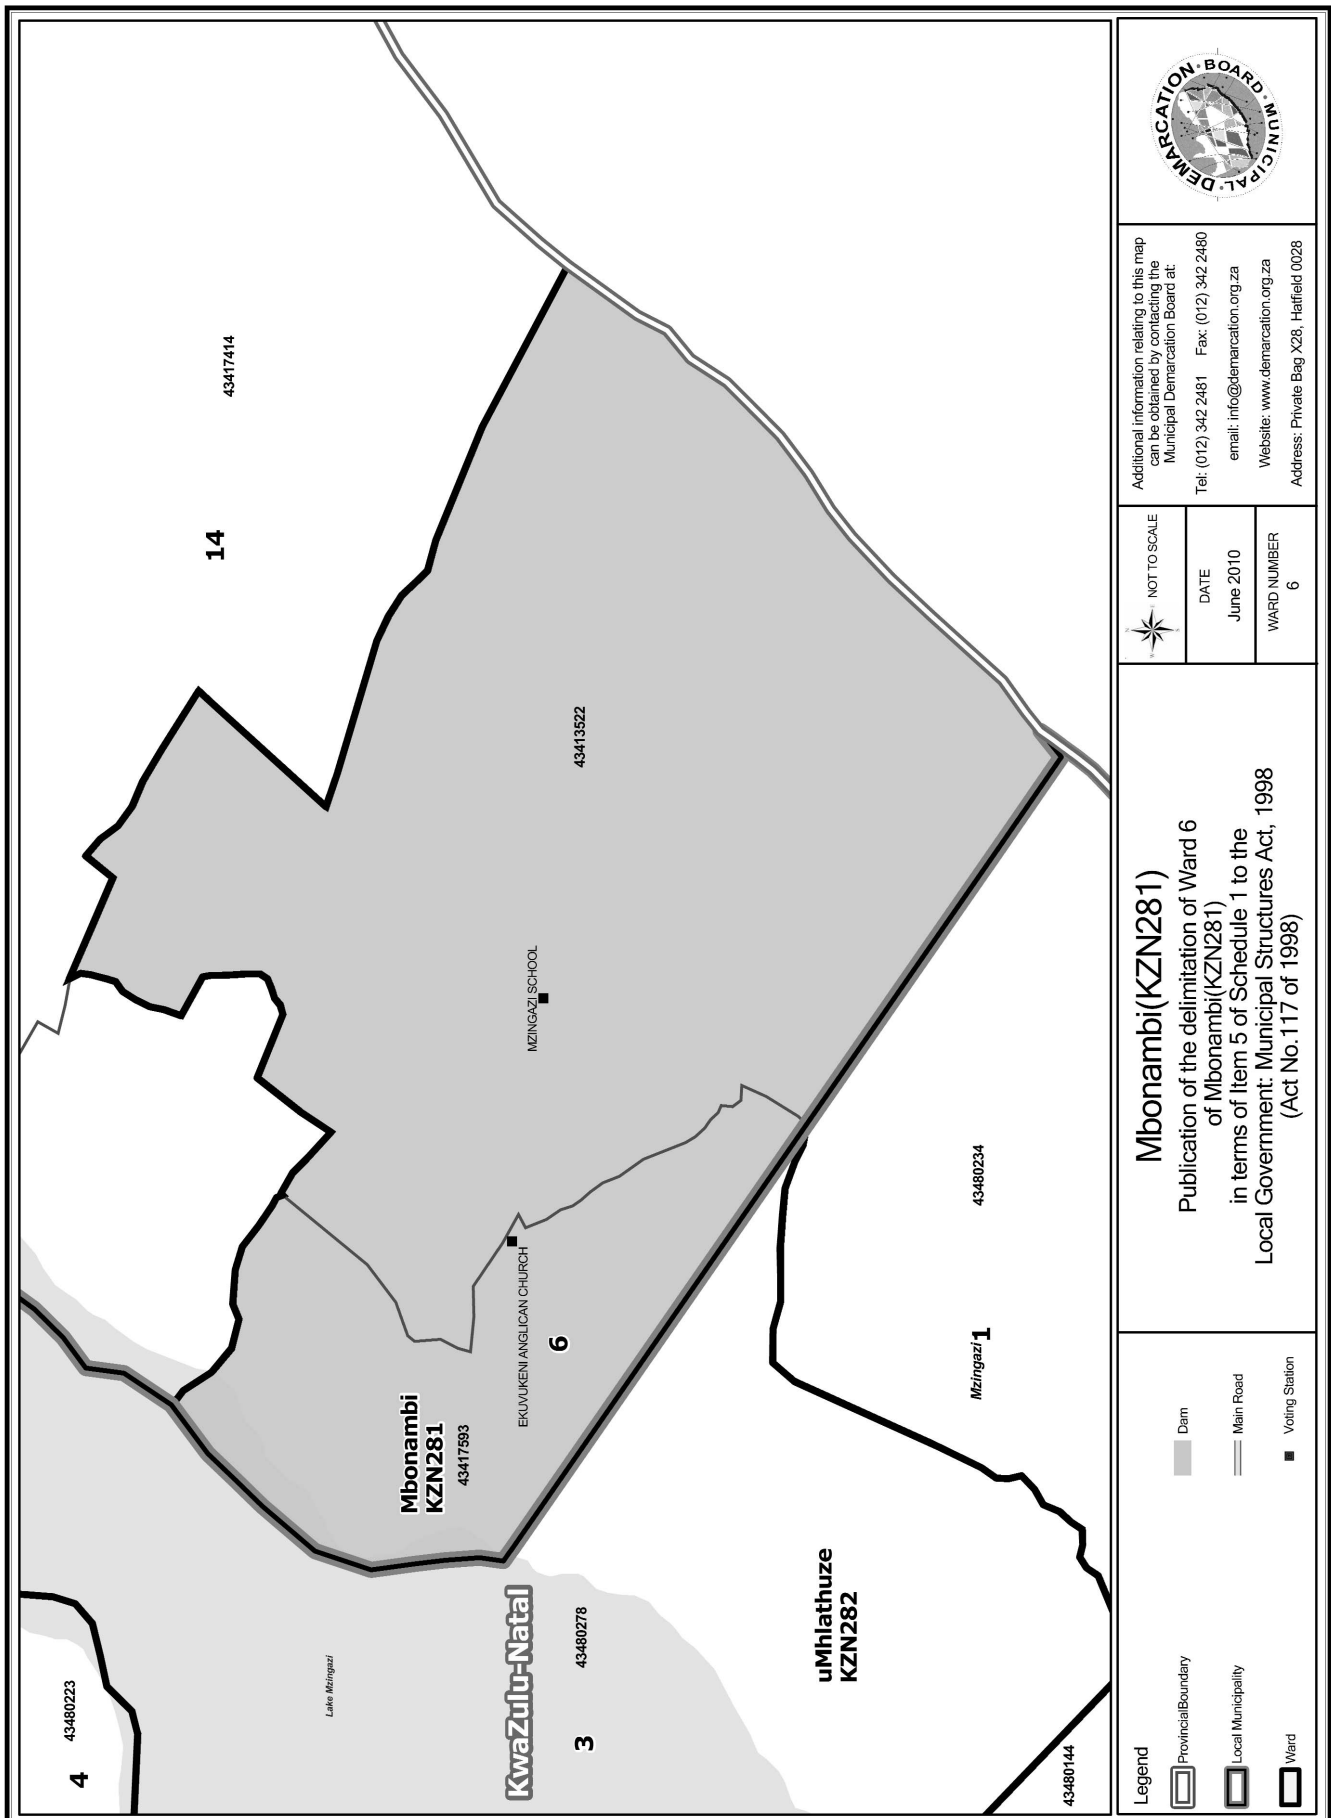 4
43480223
Lake Mzingazi
KwaZulu-Natal
3
43480278
uMhlathuze
KZN282
43480144
Mbonambi
KZN281
43417593
EKUVUKENI ANGLICAN CHURCH
6
MZINGAZI SCHOOL
43413522
14
43417414
Mzingazi
1
43480234
Legend
ProvincialBoundary
Local Municipality
Ward
Dam
Main Road
Voting Station
Mbonambi(KZN281)
Publication of the delimitation of Ward 6
of Mbonambi(KZN281)
in terms of Item 5 of Schedule 1 to the
Local Government: Municipal Structures Act, 1998
(Act No.117 of 1998)
NOT TO SCALE
DATE
June 2010
WARD NUMBER
6
Additional information relating to this map
can be obtained by contacting the
Municipal Demarcation Board at:
Tel: (012) 342 2481 Fax: (012) 342 2480
email: info@demarcation.org.za
Website: www.demarcation.org.za
Address: Private Bag X28, Hatfield 0028
MUNICIPAL · DEMARCATION · BOARD